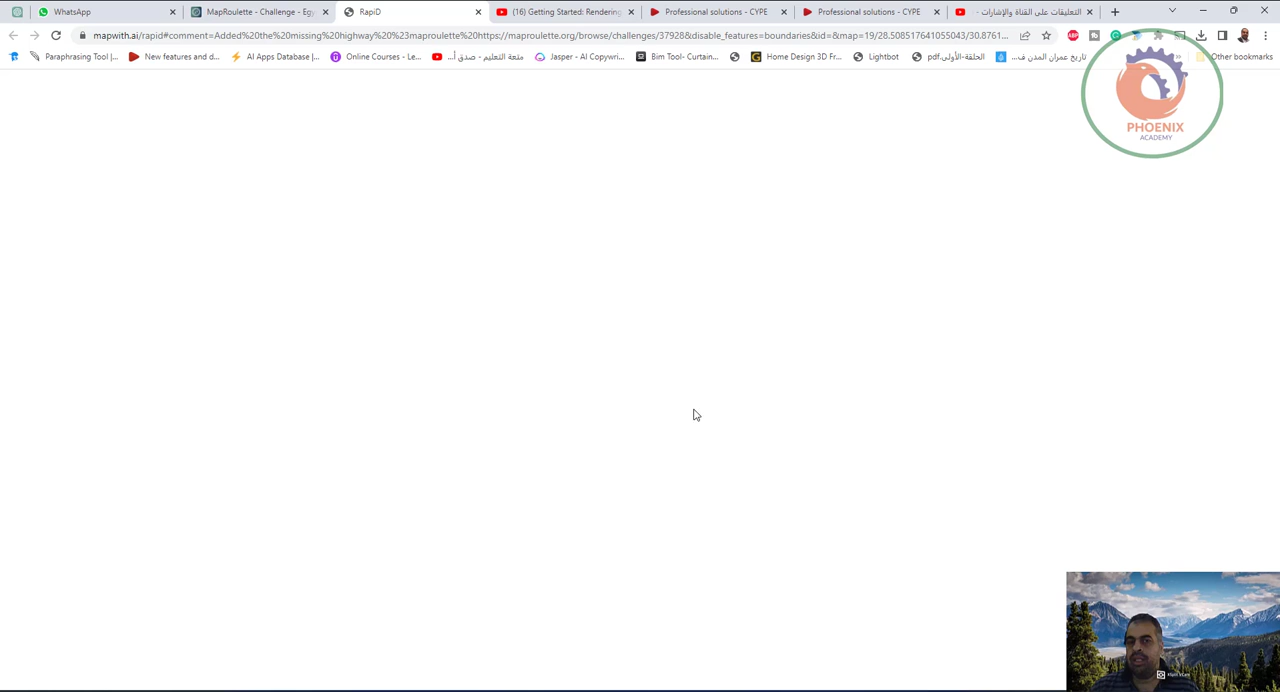 WhatsApp
MapRoulette - Challenge - Egy
RapiD
(16) Getting Started: Rendering
Professional solutions - CYPE
Professional solutions - CYPE
التعليقات على القناة والإشارات -
mapwith.ai/rapid#comment=Added%20the%20missing%20highway%20%23maproulette%20https://maproulette.org/browse/challenges/37928&disable_features=boundaries&id=&map=19/28.508517641055043/30.8761...
Paraphrasing Tool |...
New features and d...
AI Apps Database |...
Online Courses - Le...
متعة التعليم - صدق أ...
Jasper - AI Copywri...
Bim Tool- Curtain...
Home Design 3D Fr...
Lightbot
الحلقة-الأولى.pdf
تاريخ عمران المدن ف...
»
Other bookmarks
ABP
PHOENIX
ACADEMY